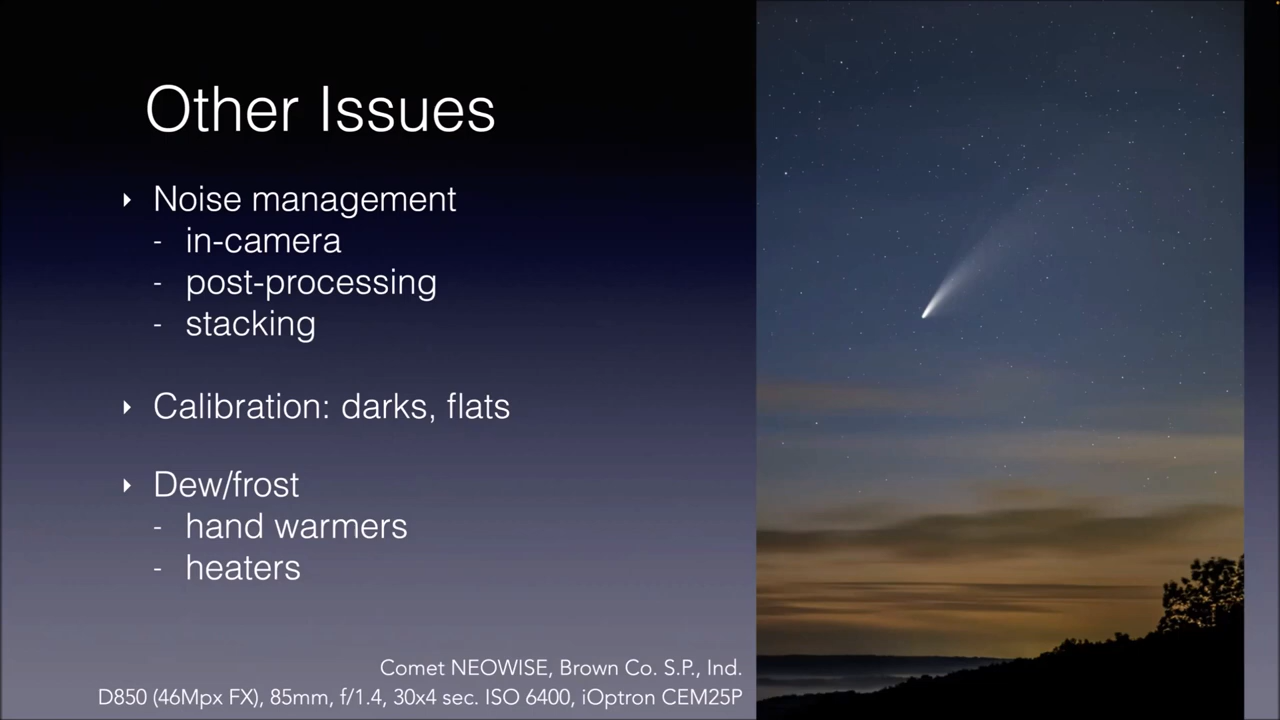 Other Issues
Noise management
- in-camera
- post-processing
- stacking
Calibration: darks, flats
Dew/frost
- hand warmers
- heaters
Comet NEOWISE, Brown Co. S.P., Ind.
D850 (46Mpx FX), 85mm, f/1.4, 30x4 sec. ISO 6400, iOptron CEM25P